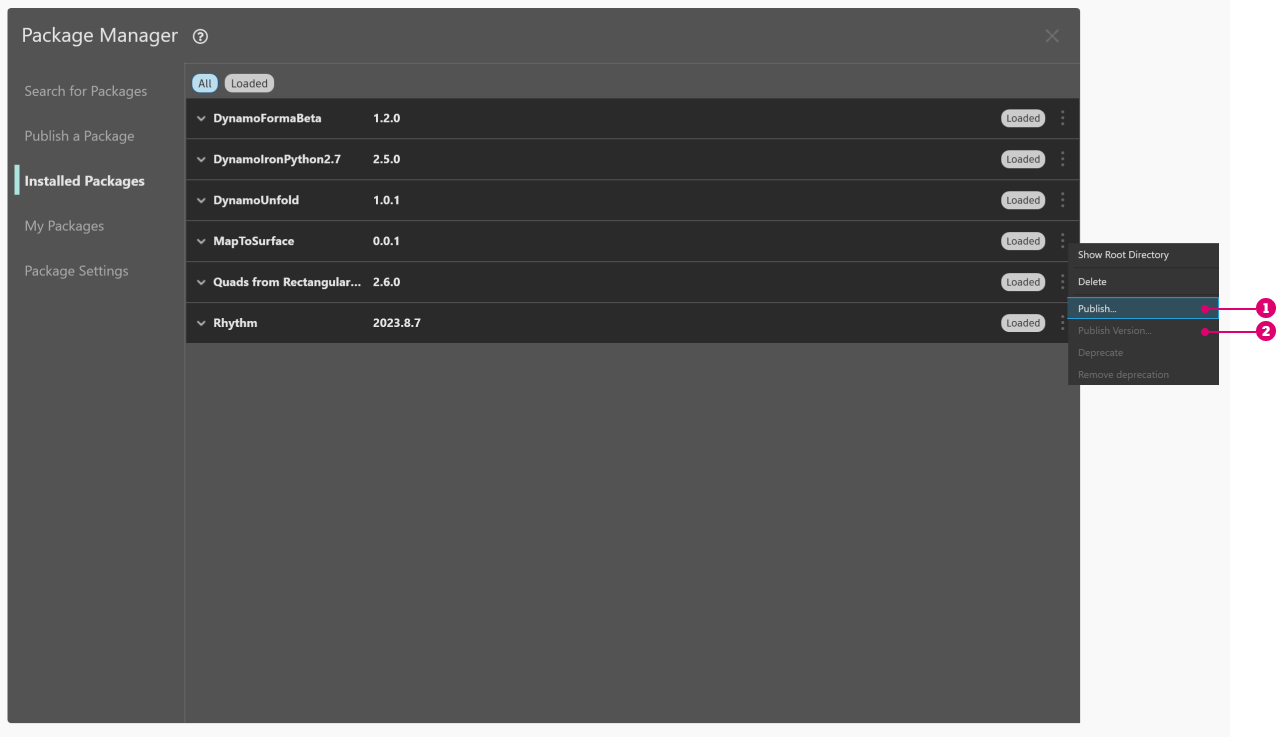 Package Manager ?
Search for Packages
Publish a Package
Installed Packages
My Packages
Package Settings
All Loaded
DynamoFormaBeta 1.2.0 Loaded
DynamoIronPython2.7 2.5.0 Loaded
DynamoUnfold 1.0.1 Loaded
MapToSurface 0.0.1 Loaded
Quads from Rectangular... 2.6.0 Loaded
Rhythm 2023.8.7 Loaded
Show Root Directory
Delete
Publish... 1
Publish Version... 2
Deprecate
Remove deprecation